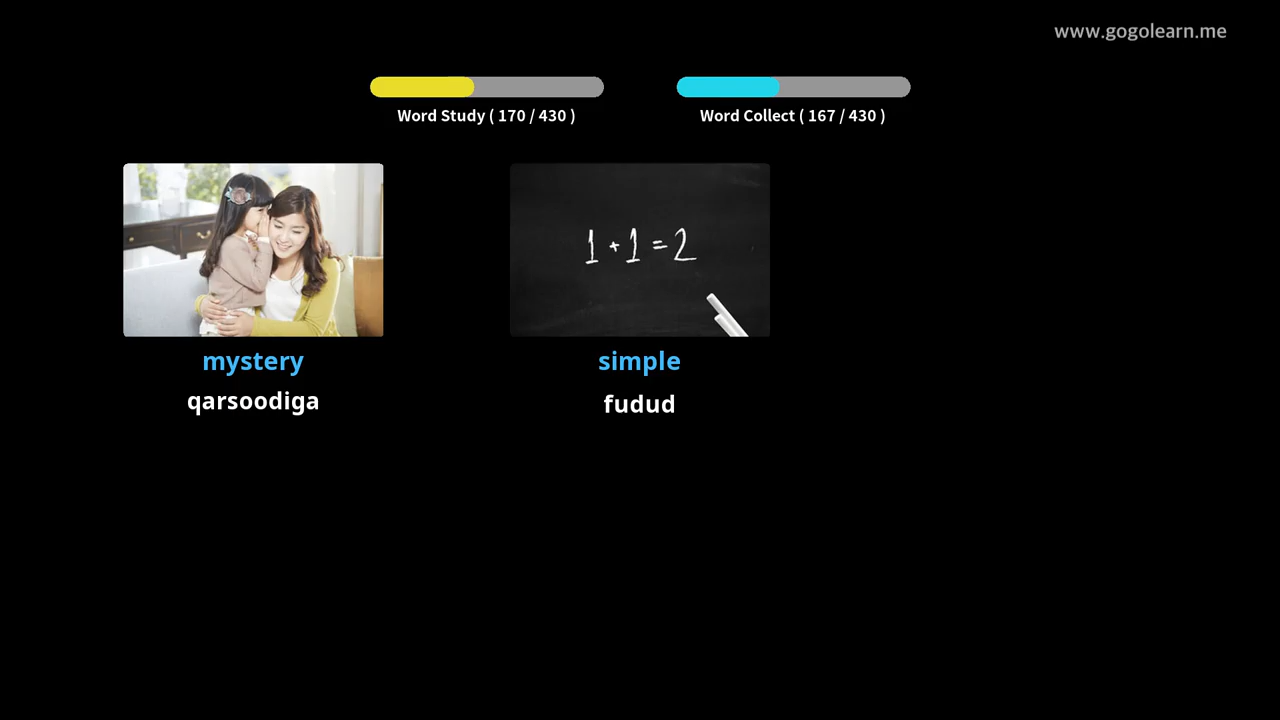 www.gogolearn.me
Word Study ( 170 / 430 )
Word Collect ( 167 / 430 )
1 + 1 = 2
mystery
simple
qarsoodiga
fudud